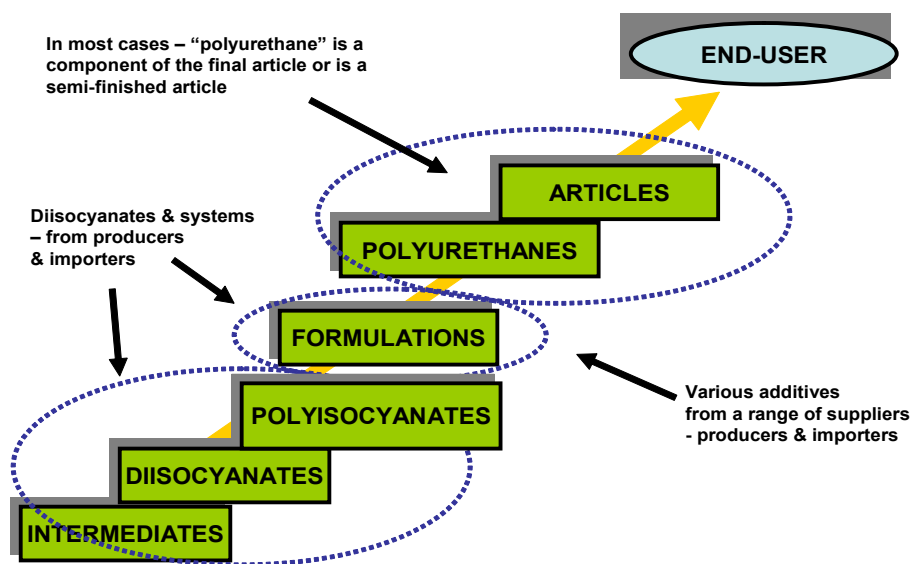 In most cases – “polyurethane” is a
component of the final article or is a
semi-finished article
END-USER
ARTICLES
POLYURETHANES
Diisocyanates & systems
– from producers
& importers
FORMULATIONS
Various additives
from a range of suppliers
- producers & importers
POLYISOCYANATES
DIISOCYANATES
INTERMEDIATES